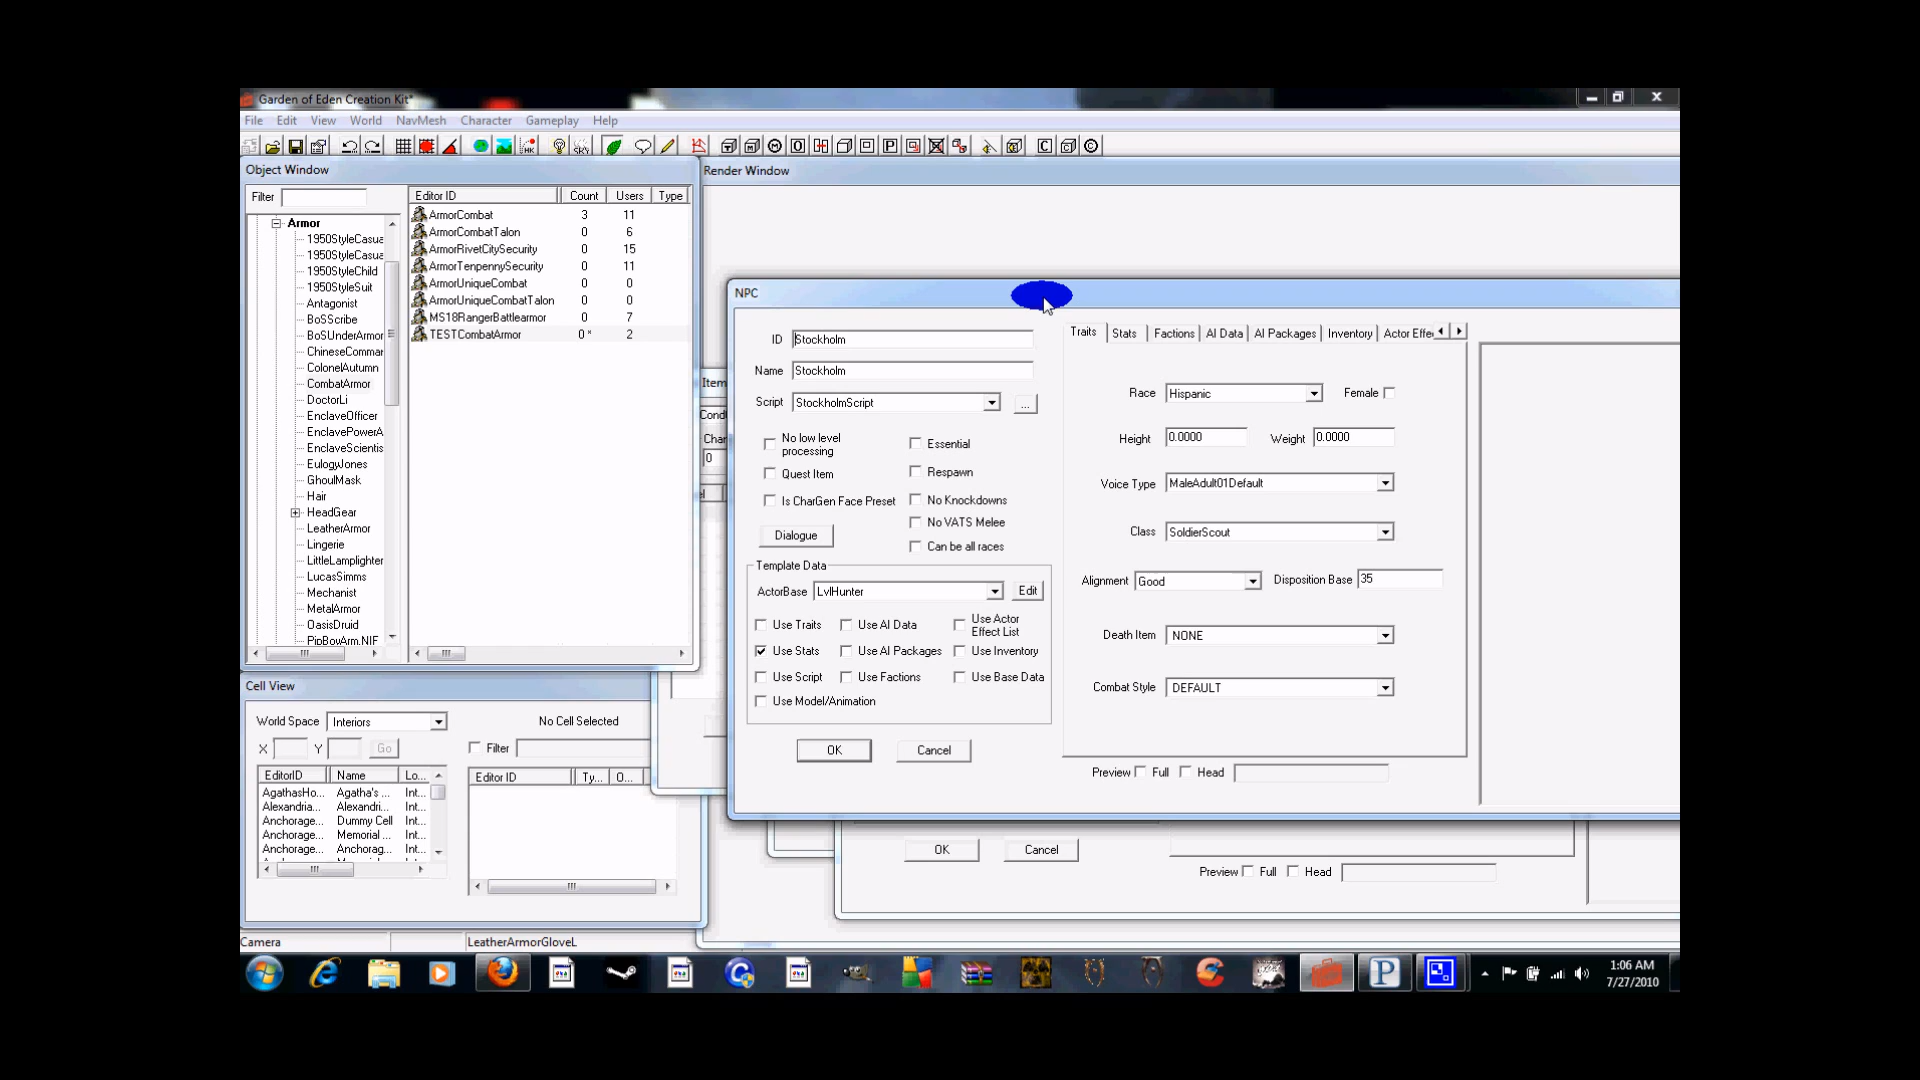 Garden of Eden Creation Kit*
File Edit View World NavMesh Character Gameplay Help
Object Window
Filter
Armor
1950StyleCasua
1950StyleCasua
1950StyleChild
1950StyleSuit
Antagonist
BoSScribe
BoSUnderArmor
ChineseComman
ColonelAutumn
CombatArmor
DoctorLi
EnclaveOfficer
EnclavePowerA
EnclaveScientis
EulogyJones
GhoulMask
Hair
HeadGear
LeatherArmor
Lingerie
LittleLamplighter
LucasSimms
Mechanist
MetalArmor
OasisDruid
PipBoyArm.NIF
Editor ID Count Users Type
ArmorCombat 3 11
ArmorCombatTalon 0 6
ArmorRivetCitySecurity 0 15
ArmorTenpennySecurity 0 11
ArmorUniqueCombat 0 0
ArmorUniqueCombatTalon 0 0
MS18RangerBattlearmor 0 7
TESTCombatArmor 0 * 2
Render Window
Item
Cond
Char
0
NPC
ID Stockholm
Name Stockholm
Script StockholmScript ...
No low level processing
Quest Item
Is CharGen Face Preset
Essential
Respawn
No Knockdowns
No VATS Melee
Can be all races
Dialogue
Template Data
ActorBase LvlHunter Edit
Use Traits Use AI Data Use Actor Effect List
Use Stats Use AI Packages Use Inventory
Use Script Use Factions Use Base Data
Use Model/Animation
OK Cancel
Traits Stats Factions AI Data AI Packages Inventory Actor Effe
Race Hispanic Female
Height 0.0000 Weight 0.0000
Voice Type MaleAdult01Default
Class SoldierScout
Alignment Good Disposition Base 35
Death Item NONE
Combat Style DEFAULT
Preview Full Head
OK Cancel
Preview Full Head
Cell View
World Space Interiors No Cell Selected
X Y Go Filter
EditorID Name Lo...
AgathasHo... Agatha's ... Int...
Alexandria... Alexandri... Int...
Anchorage... Dummy Cell Int...
Anchorage... Memorial ... Int...
Anchorage... Anchorag... Int...
Editor ID Ty... O...
Camera LeatherArmorGloveL
1:06 AM
7/27/2010